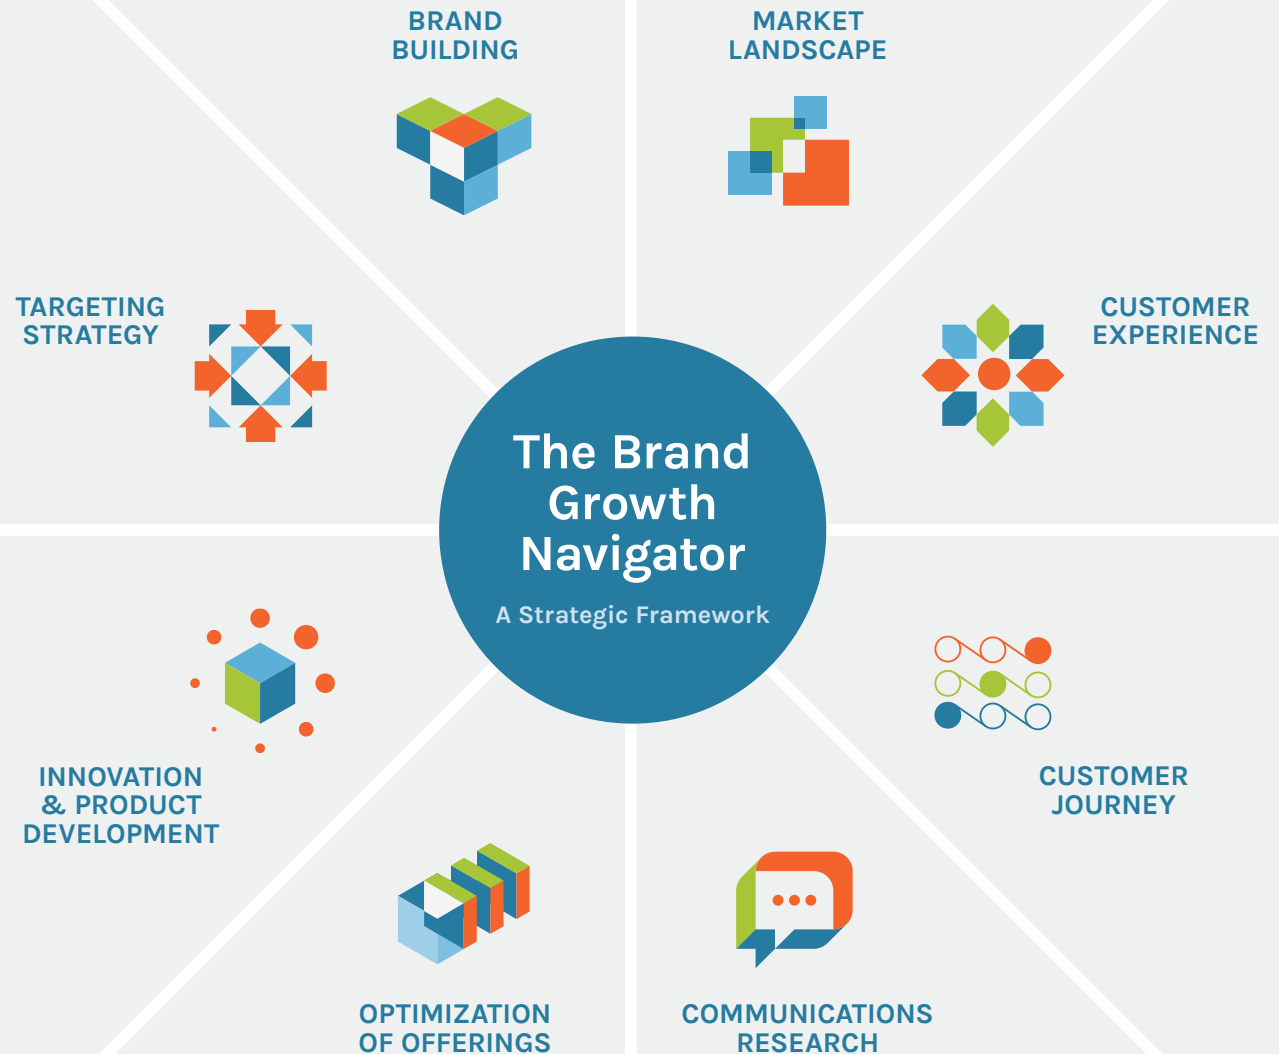 BRAND
BUILDING
MARKET
LANDSCAPE
TARGETING
STRATEGY
CUSTOMER
EXPERIENCE
The Brand
Growth
Navigator
A Strategic Framework
INNOVATION
& PRODUCT
DEVELOPMENT
CUSTOMER
JOURNEY
OPTIMIZATION
OF OFFERINGS
COMMUNICATIONS
RESEARCH